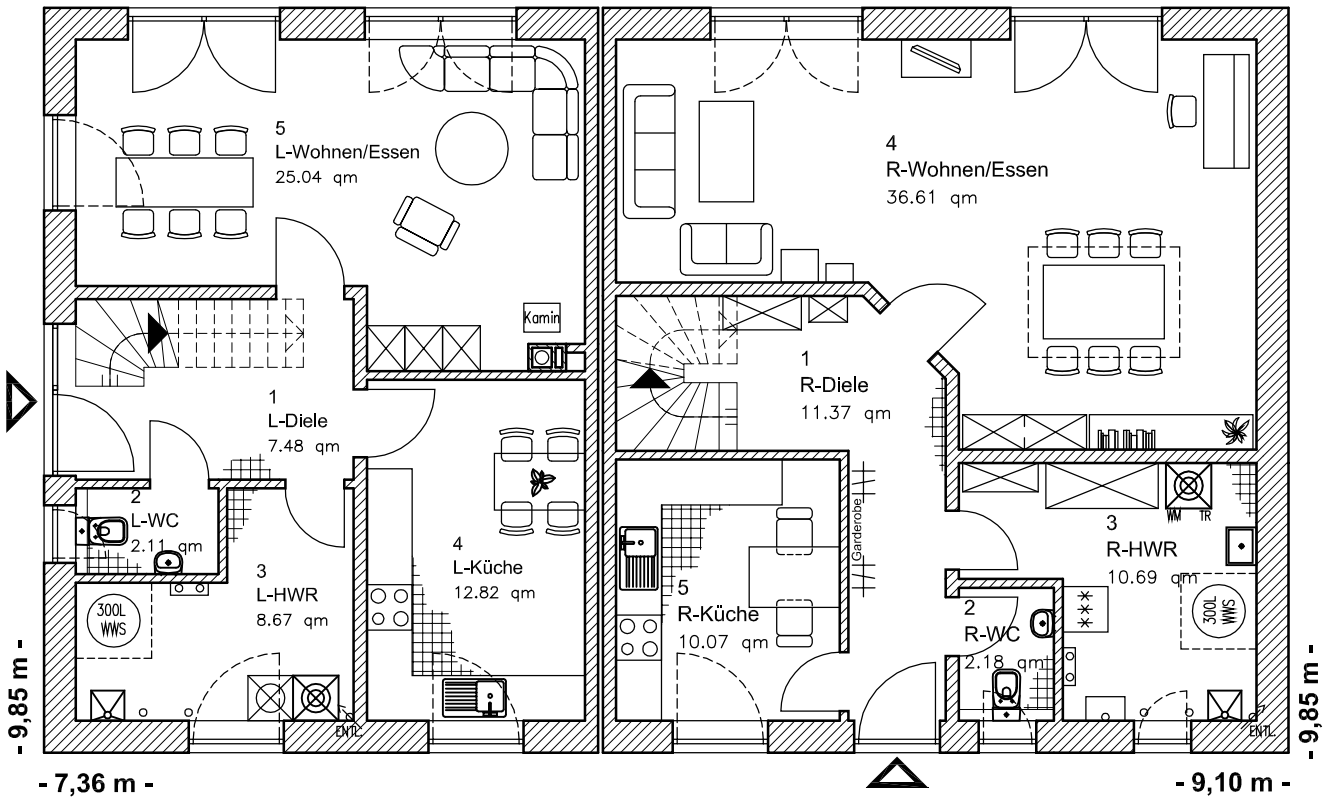 5
L-Wohnen/Essen
25.04 qm
Kamin
1
L-Diele
7.48 qm
2
L-WC
2.11 qm
3
L-HWR
8.67 qm
300L
WWS
4
L-Küche
12.82 qm
ENTL.
4
R-Wohnen/Essen
36.61 qm
1
R-Diele
11.37 qm
Garderobe
5
R-Küche
10.07 qm
2
R-WC
2.18 qm
3
R-HWR
10.69 qm
WM TR
300L
WWS
ENTL.
- 9,85 m -
- 7,36 m -
- 9,10 m -
- 9,85 m -